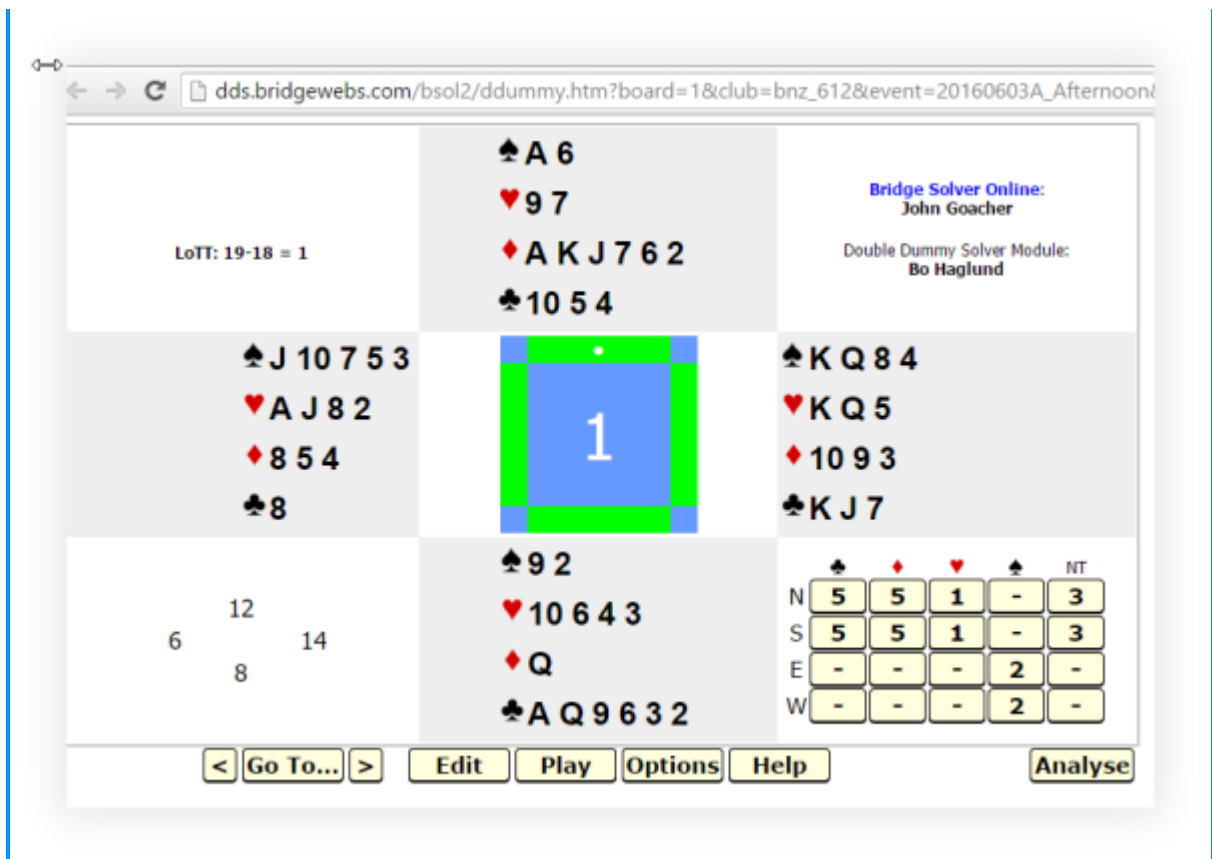 dds.bridgewebs.com/bsol2/ddummy.htm?board=1&club=bnz_612&event=20160603A_Afternoon&
LoTT: 19-18 = 1
♠ A 6
♥ 9 7
♦ A K J 7 6 2
♣ 10 5 4
Bridge Solver Online:
John Goacher
Double Dummy Solver Module:
Bo Haglund
♠ J 10 7 5 3
♥ A J 8 2
♦ 8 5 4
♣ 8
1
♠ K Q 8 4
♥ K Q 5
♦ 10 9 3
♣ K J 7
12
6 14
8
♠ 9 2
♥ 10 6 4 3
♦ Q
♣ A Q 9 6 3 2
♣ ♦ ♥ ♠ NT
N 5 5 1 - 3
S 5 5 1 - 3
E - - - 2 -
W - - - 2 -
< Go To... > Edit Play Options Help Analyse